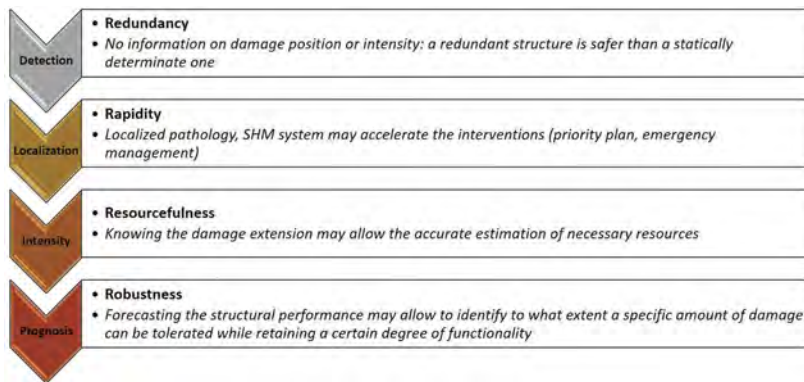 Detection
• Redundancy
• No information on damage position or intensity: a redundant structure is safer than a statically
determinate one
Localization
• Rapidity
• Localized pathology, SHM system may accelerate the interventions (priority plan, emergency
management)
Intensity
• Resourcefulness
• Knowing the damage extension may allow the accurate estimation of necessary resources
Prognosis
• Robustness
• Forecasting the structural performance may allow to identify to what extent a specific amount of damage
can be tolerated while retaining a certain degree of functionality